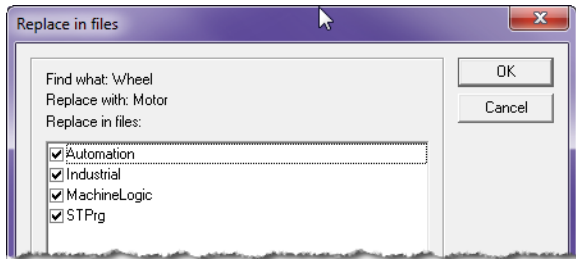 Replace in files
Find what: Wheel
Replace with: Motor
Replace in files:
Automation
Industrial
MachineLogic
STPrg
OK
Cancel